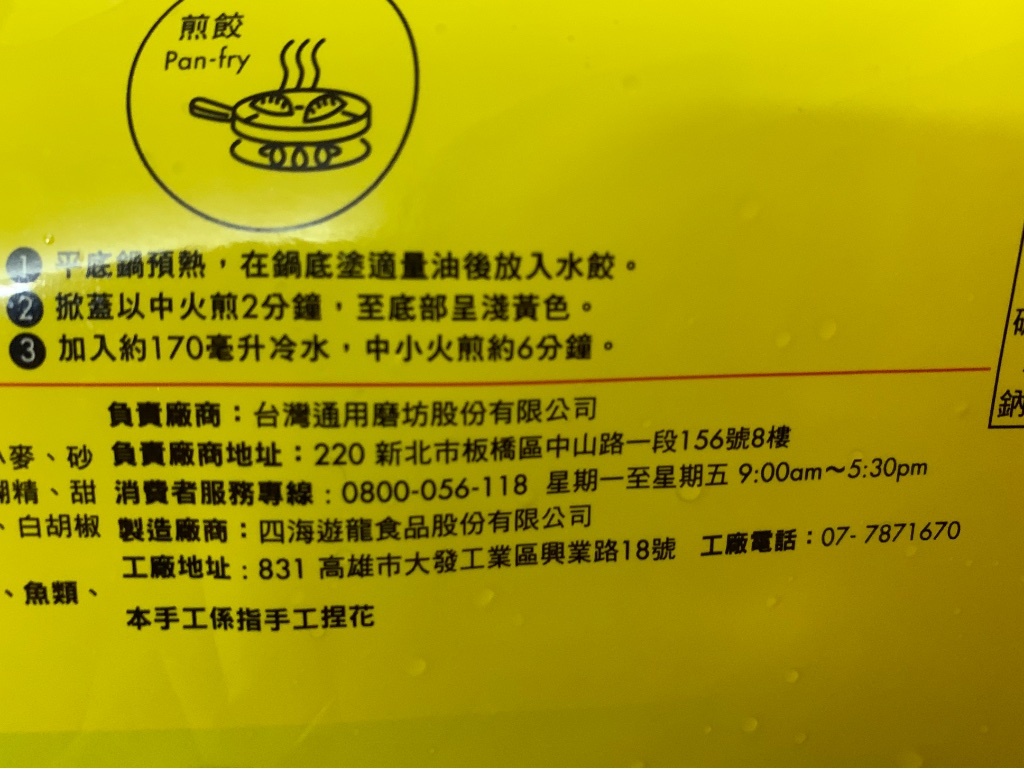 煎餃
Pan-fry
1 平底鍋預熱，在鍋底塗適量油後放入水餃。
2 掀蓋以中火煎2分鐘，至底部呈淺黃色。
3 加入約170毫升冷水，中小火煎約6分鐘。
負責廠商：台灣通用磨坊股份有限公司
小麥、砂 負責廠商地址：220 新北市板橋區中山路一段156號8樓
糊精、甜 消費者服務專線：0800-056-118 星期一至星期五 9:00am～5:30pm
、白胡椒 製造廠商：四海遊龍食品股份有限公司
工廠地址：831 高雄市大發工業區興業路18號 工廠電話：07- 7871670
、魚類、
本手工係指手工捏花
鈉